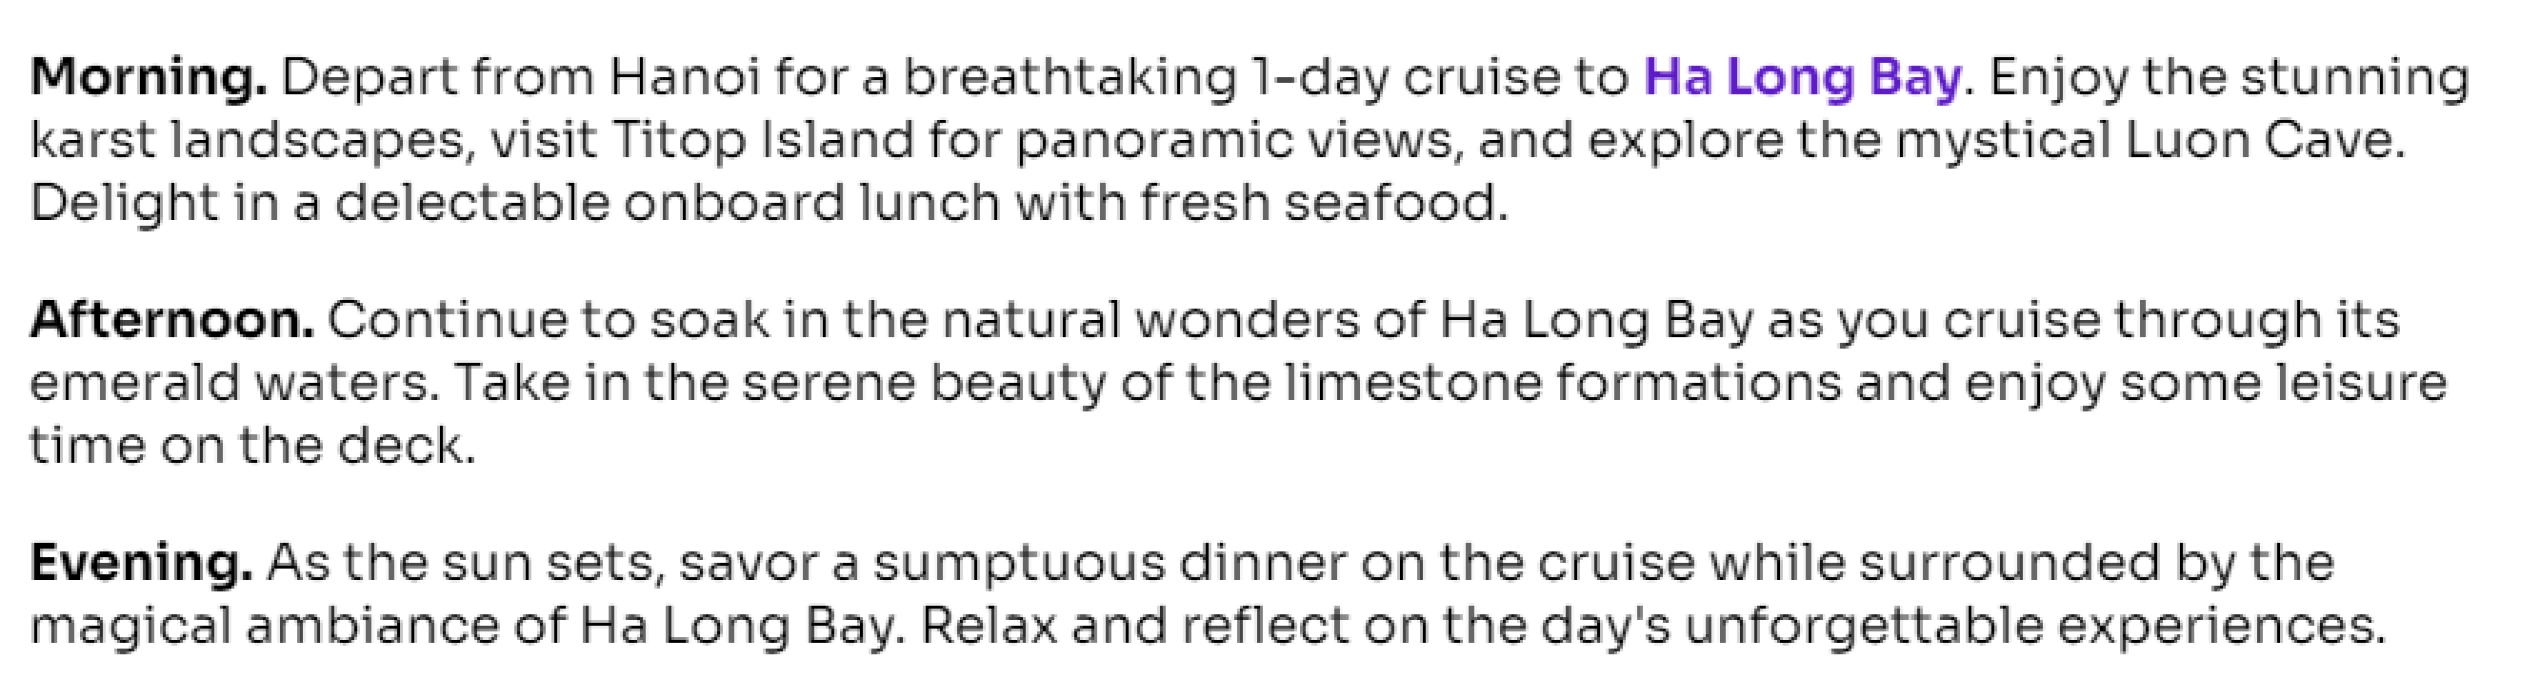 Morning. Depart from Hanoi for a breathtaking 1-day cruise to Ha Long Bay. Enjoy the stunning
karst landscapes, visit Titop Island for panoramic views, and explore the mystical Luon Cave.
Delight in a delectable onboard lunch with fresh seafood.
Afternoon. Continue to soak in the natural wonders of Ha Long Bay as you cruise through its
emerald waters. Take in the serene beauty of the limestone formations and enjoy some leisure
time on the deck.
Evening. As the sun sets, savor a sumptuous dinner on the cruise while surrounded by the
magical ambiance of Ha Long Bay. Relax and reflect on the day's unforgettable experiences.